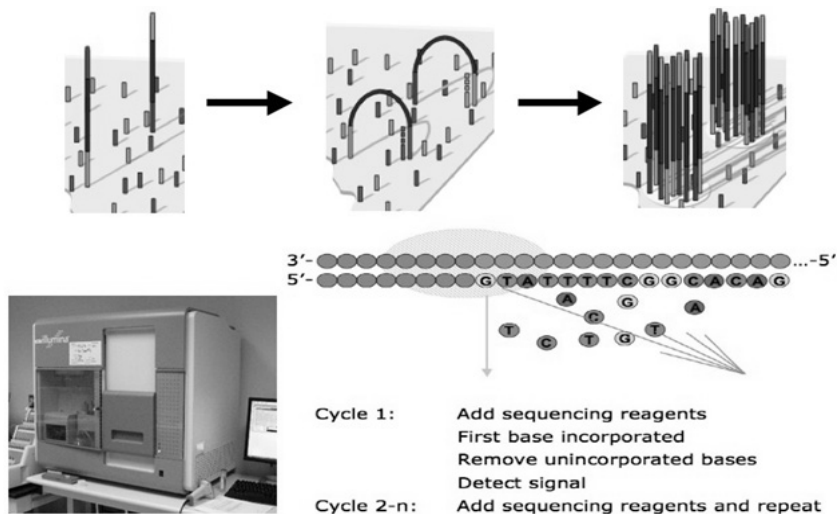 3’- ...-5’
5’- G T A T T T T C G G C A C A G
A G A
C
T C T G T
Cycle 1: Add sequencing reagents
First base incorporated
Remove unincorporated bases
Detect signal
Cycle 2-n: Add sequencing reagents and repeat